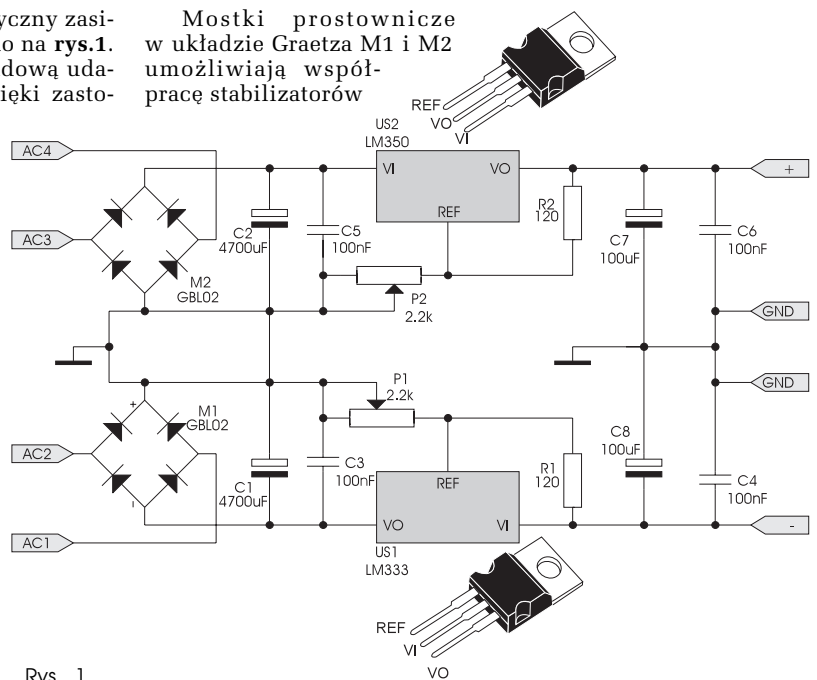 yczny zasi-
o na rys.1.
dową uda-
ięki zasto-
Mostki prostownicze
w układzie Graetza M1 i M2
umożliwiają współ-
pracę stabilizatorów
REF
VO
VI
US2
LM350
AC4
VI
VO
REF
AC3
C2
4700uF
C5
100nF
R2
120
C7
100uF
C6
100nF
+
M2
GBL02
P2
2.2k
GND
P1
2.2k
GND
+
M1
GBL02
AC2
C1
4700uF
C3
100nF
REF
R1
120
C8
100uF
C4
100nF
-
VO
VI
-
AC1
US1
LM333
REF
VI
VO
Rys. 1